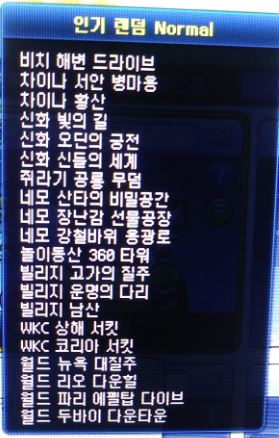 인기 랜덤 Normal
비치 해변 드라이브
차이나 서안 병마용
차이나 황산
신화 빛의 길
신화 오딘의 궁전
신화 신들의 세계
쥐라기 공룡 무덤
네모 산타의 비밀공간
네모 장난감 선물공장
네모 강철바위 용광로
놀이동산 360 타워
빌리지 고가의 질주
빌리지 운명의 다리
빌리지 남산
WKC 상해 서킷
WKC 코리아 서킷
월드 뉴욕 대질주
월드 리오 다운힐
월드 파리 에펠탑 다이브
월드 두바이 다운타운